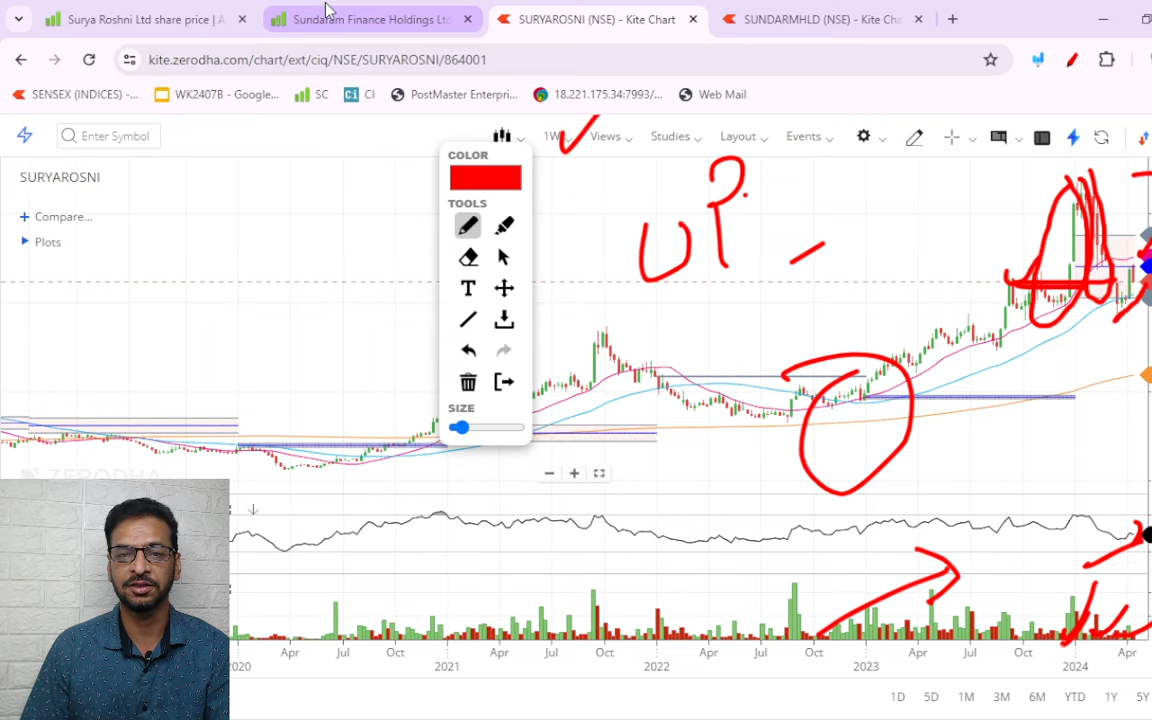 Surya Roshni Ltd share price | A
Sundaram Finance Holdings Ltd
SURYAROSNI (NSE) - Kite Chart
SUNDARMHLD (NSE) - Kite Cha
kite.zerodha.com/chart/ext/ciq/NSE/SURYAROSNI/864001
SENSEX (INDICES) -...
WK2407B - Google...
SC
Ci CI
PostMaster Enterpri...
18.221.175.34:7993/...
Web Mail
Enter Symbol
1W
Views
Studies
Layout
Events
SURYAROSNI
Compare...
Plots
COLOR
TOOLS
T
SIZE
UP
ZERODHA
2020
Apr
Jul
Oct
2021
Apr
Jul
Oct
2022
Apr
Jul
Oct
2023
Apr
Jul
Oct
2024
Apr
1D
5D
1M
3M
6M
YTD
1Y
5Y